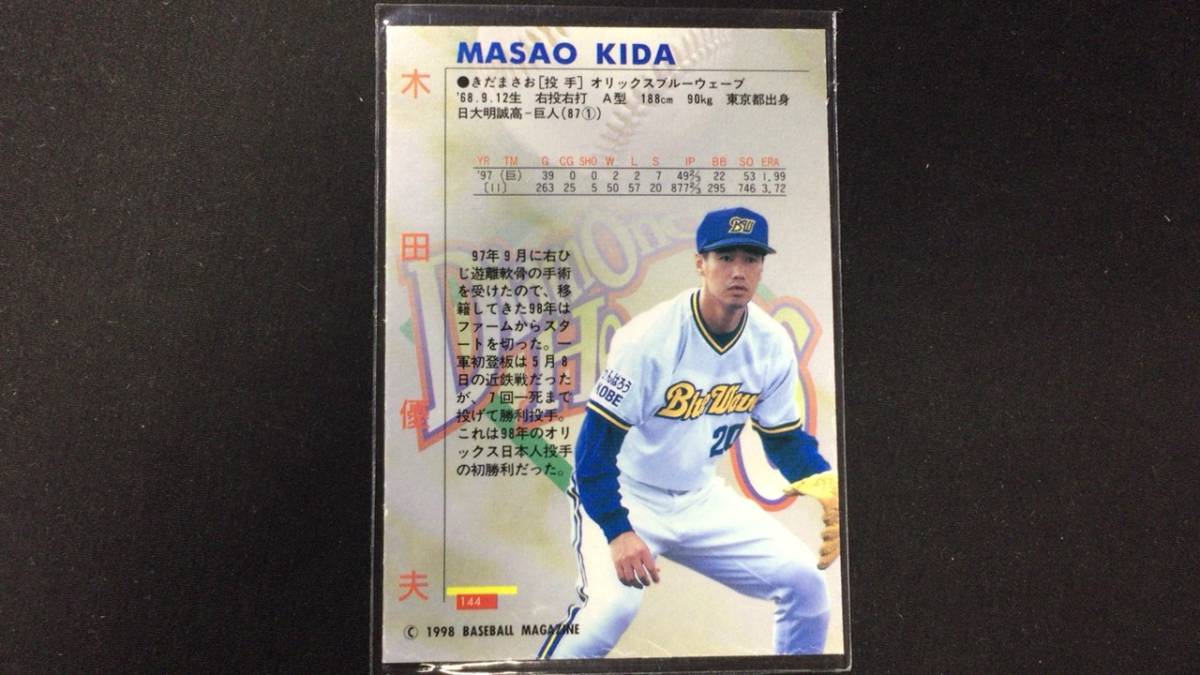 MASAO KIDA
●きだまさお[投 手] オリックスブルーウェーブ
'68.9.12生 右投右打 A型 188cm 90kg 東京都出身
日大明誠高−巨人(87①)
YR TM G CG SHO W L S IP BB SO ERA
'97 (巨) 39 0 0 2 2 7 49⅔ 22 53 1.99
[11] 263 25 5 50 57 20 877⅔ 295 746 3.72
木田優夫
97年9月に右ひ
じ遊離軟骨の手術
を受けたので、移
籍してきた98年は
ファームからスタ
ートを切った。一
軍初登板は5月8
日の近鉄戦だった
が、7回一死まで
投げて勝利投手。
これは98年のオリ
ックス日本人投手
の初勝利だった。
BW
んばろう
KOBE
Blue Wave
20
144
© 1998 BASEBALL MAGAZINE